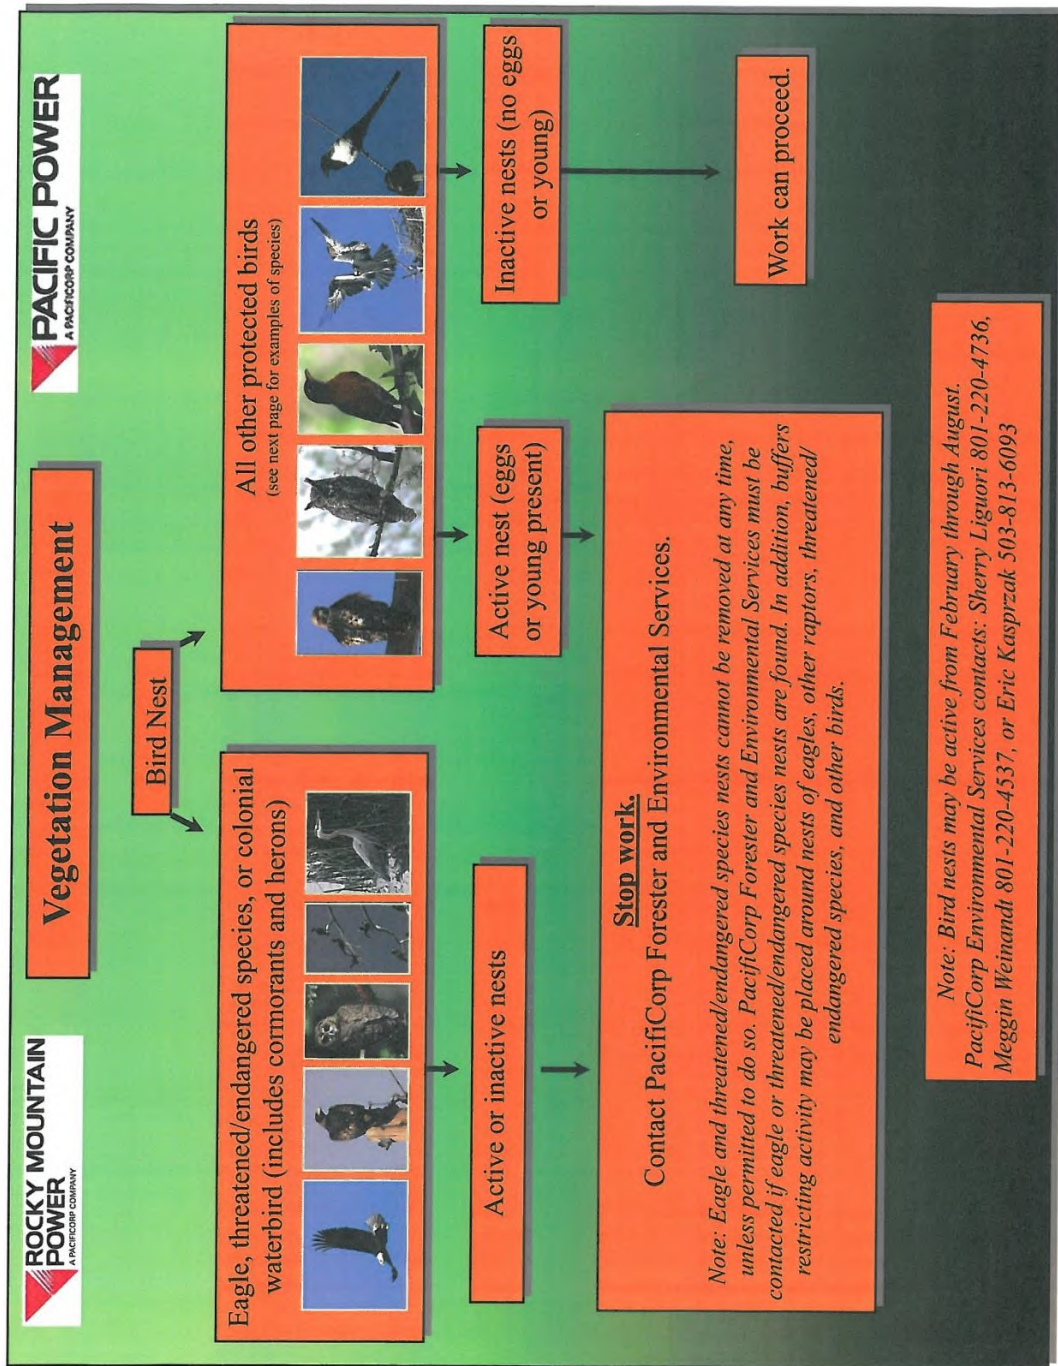 ROCKY MOUNTAIN
POWER
A PACIFICORP COMPANY
Vegetation Management
PACIFIC POWER
A PACIFICORP COMPANY
Bird Nest
Eagle, threatened/endangered species, or colonial
waterbird (includes cormorants and herons)
All other protected birds
(see next page for examples of species)
Active or inactive nests
Active nest (eggs
or young present)
Inactive nests (no eggs
or young)
Stop work.
Contact PacifiCorp Forester and Environmental Services.
Note: Eagle and threatened/endangered species nests cannot be removed at any time,
unless permitted to do so. PacifiCorp Forester and Environmental Services must be
contacted if eagle or threatened/endangered species nests are found. In addition, buffers
restricting activity may be placed around nests of eagles, other raptors, threatened/
endangered species, and other birds.
Work can proceed.
Note: Bird nests may be active from February through August.
PacifiCorp Environmental Services contacts: Sherry Liguori 801-220-4736,
Meggin Weinandt 801-220-4537, or Eric Kasprzak 503-813-6093